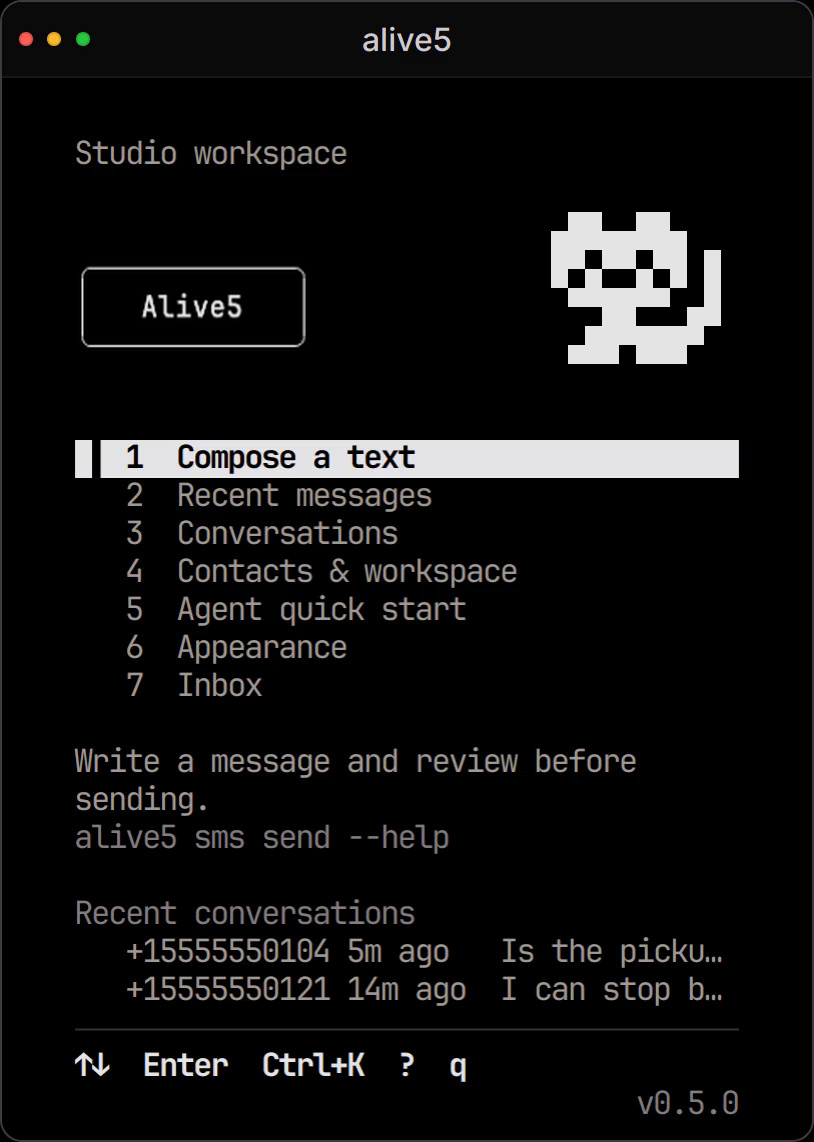 alive5
Studio workspace
Alive5
1 Compose a text
2 Recent messages
3 Conversations
4 Contacts & workspace
5 Agent quick start
6 Appearance
7 Inbox
Write a message and review before
sending.
alive5 sms send --help
Recent conversations
+15555550104 5m ago Is the picku…
+15555550121 14m ago I can stop b…
↑↓ Enter Ctrl+K ? q
v0.5.0